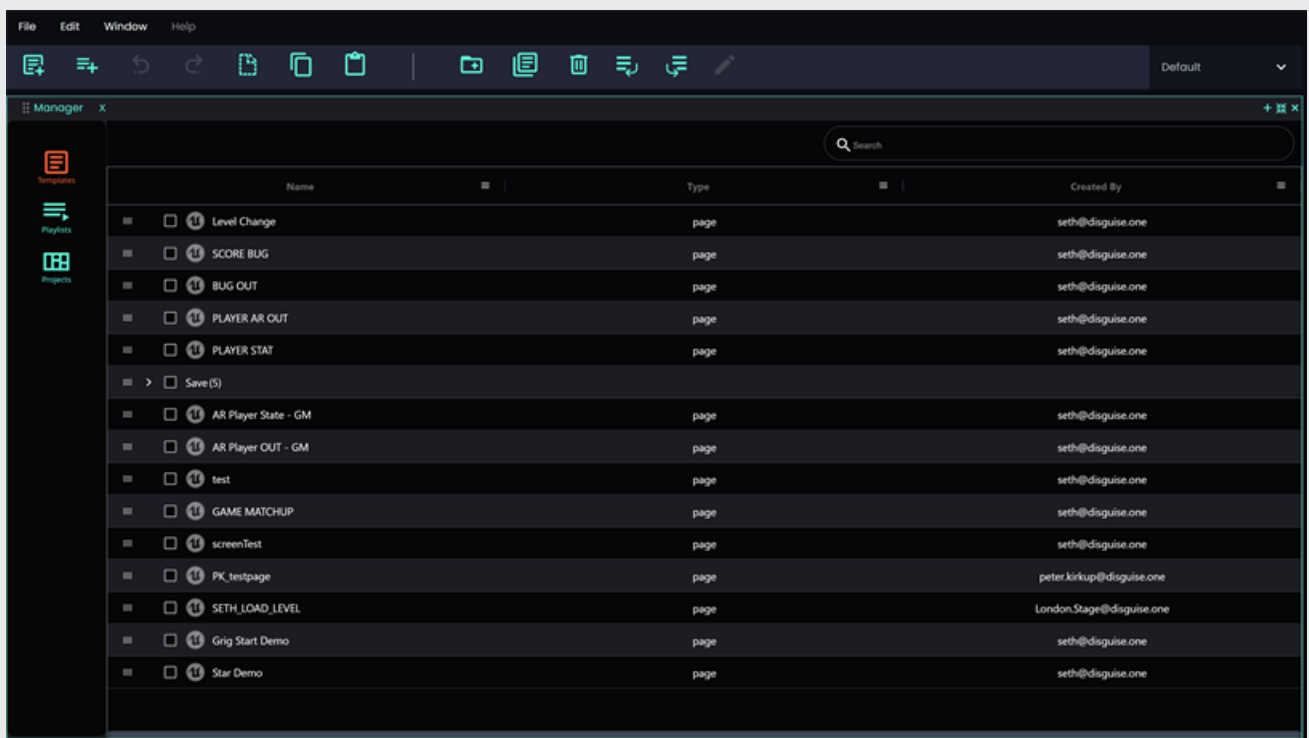 File Edit Window Help
Default
Manager X
Search
Templates
Playlists
Projects
Name Type Created By
Level Change page seth@disguise.one
SCORE BUG page seth@disguise.one
BUG OUT page seth@disguise.one
PLAYER AR OUT page seth@disguise.one
PLAYER STAT page seth@disguise.one
Save (5)
AR Player State - GM page seth@disguise.one
AR Player OUT - GM page seth@disguise.one
test page seth@disguise.one
GAME MATCHUP page seth@disguise.one
screenTest page seth@disguise.one
PK_testpage page peter.kirkup@disguise.one
SETH_LOAD_LEVEL page London.Stage@disguise.one
Grig Start Demo page seth@disguise.one
Star Demo page seth@disguise.one